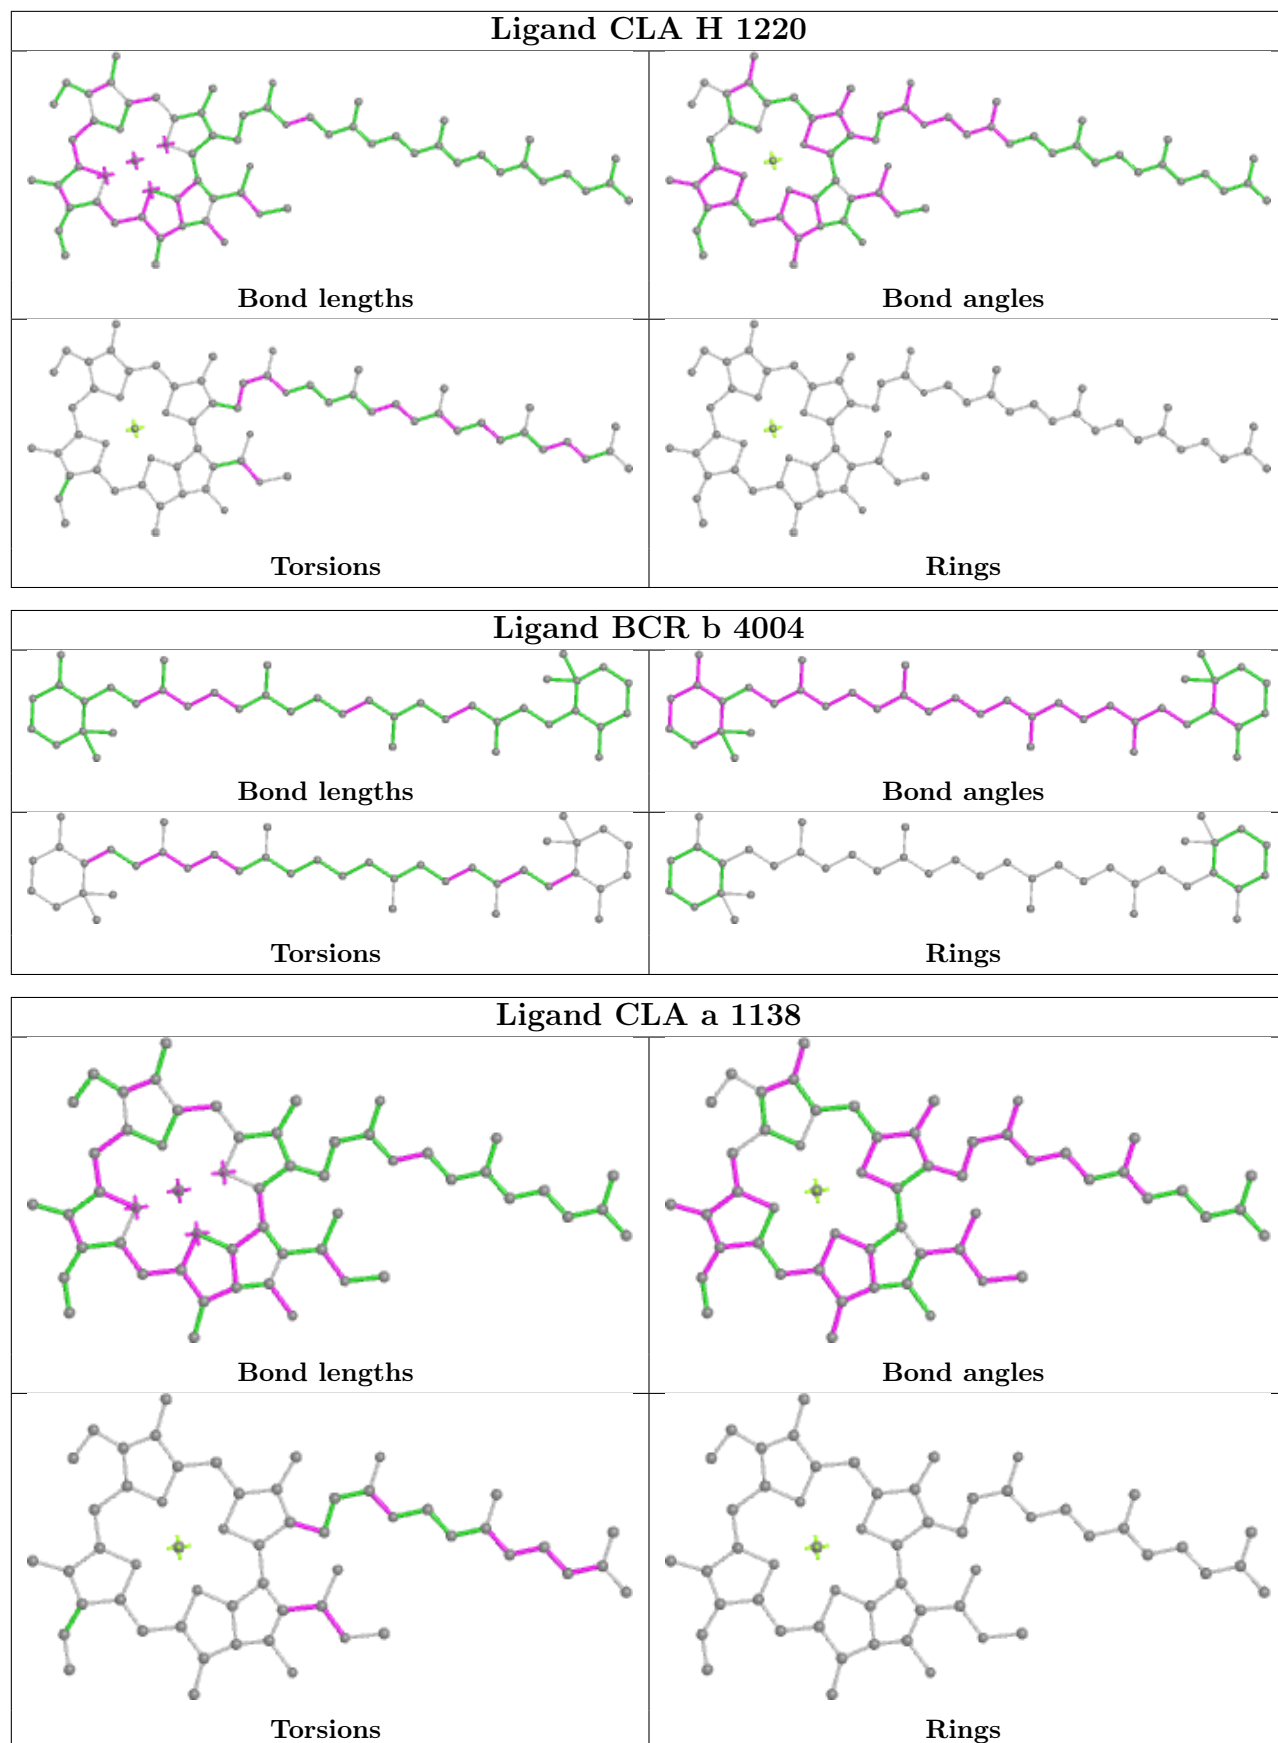 Ligand CLA H 1220
Bond lengths
Bond angles
Torsions
Rings
Ligand BCR b 4004
Bond lengths
Bond angles
Torsions
Rings
Ligand CLA a 1138
Bond lengths
Bond angles
Torsions
Rings